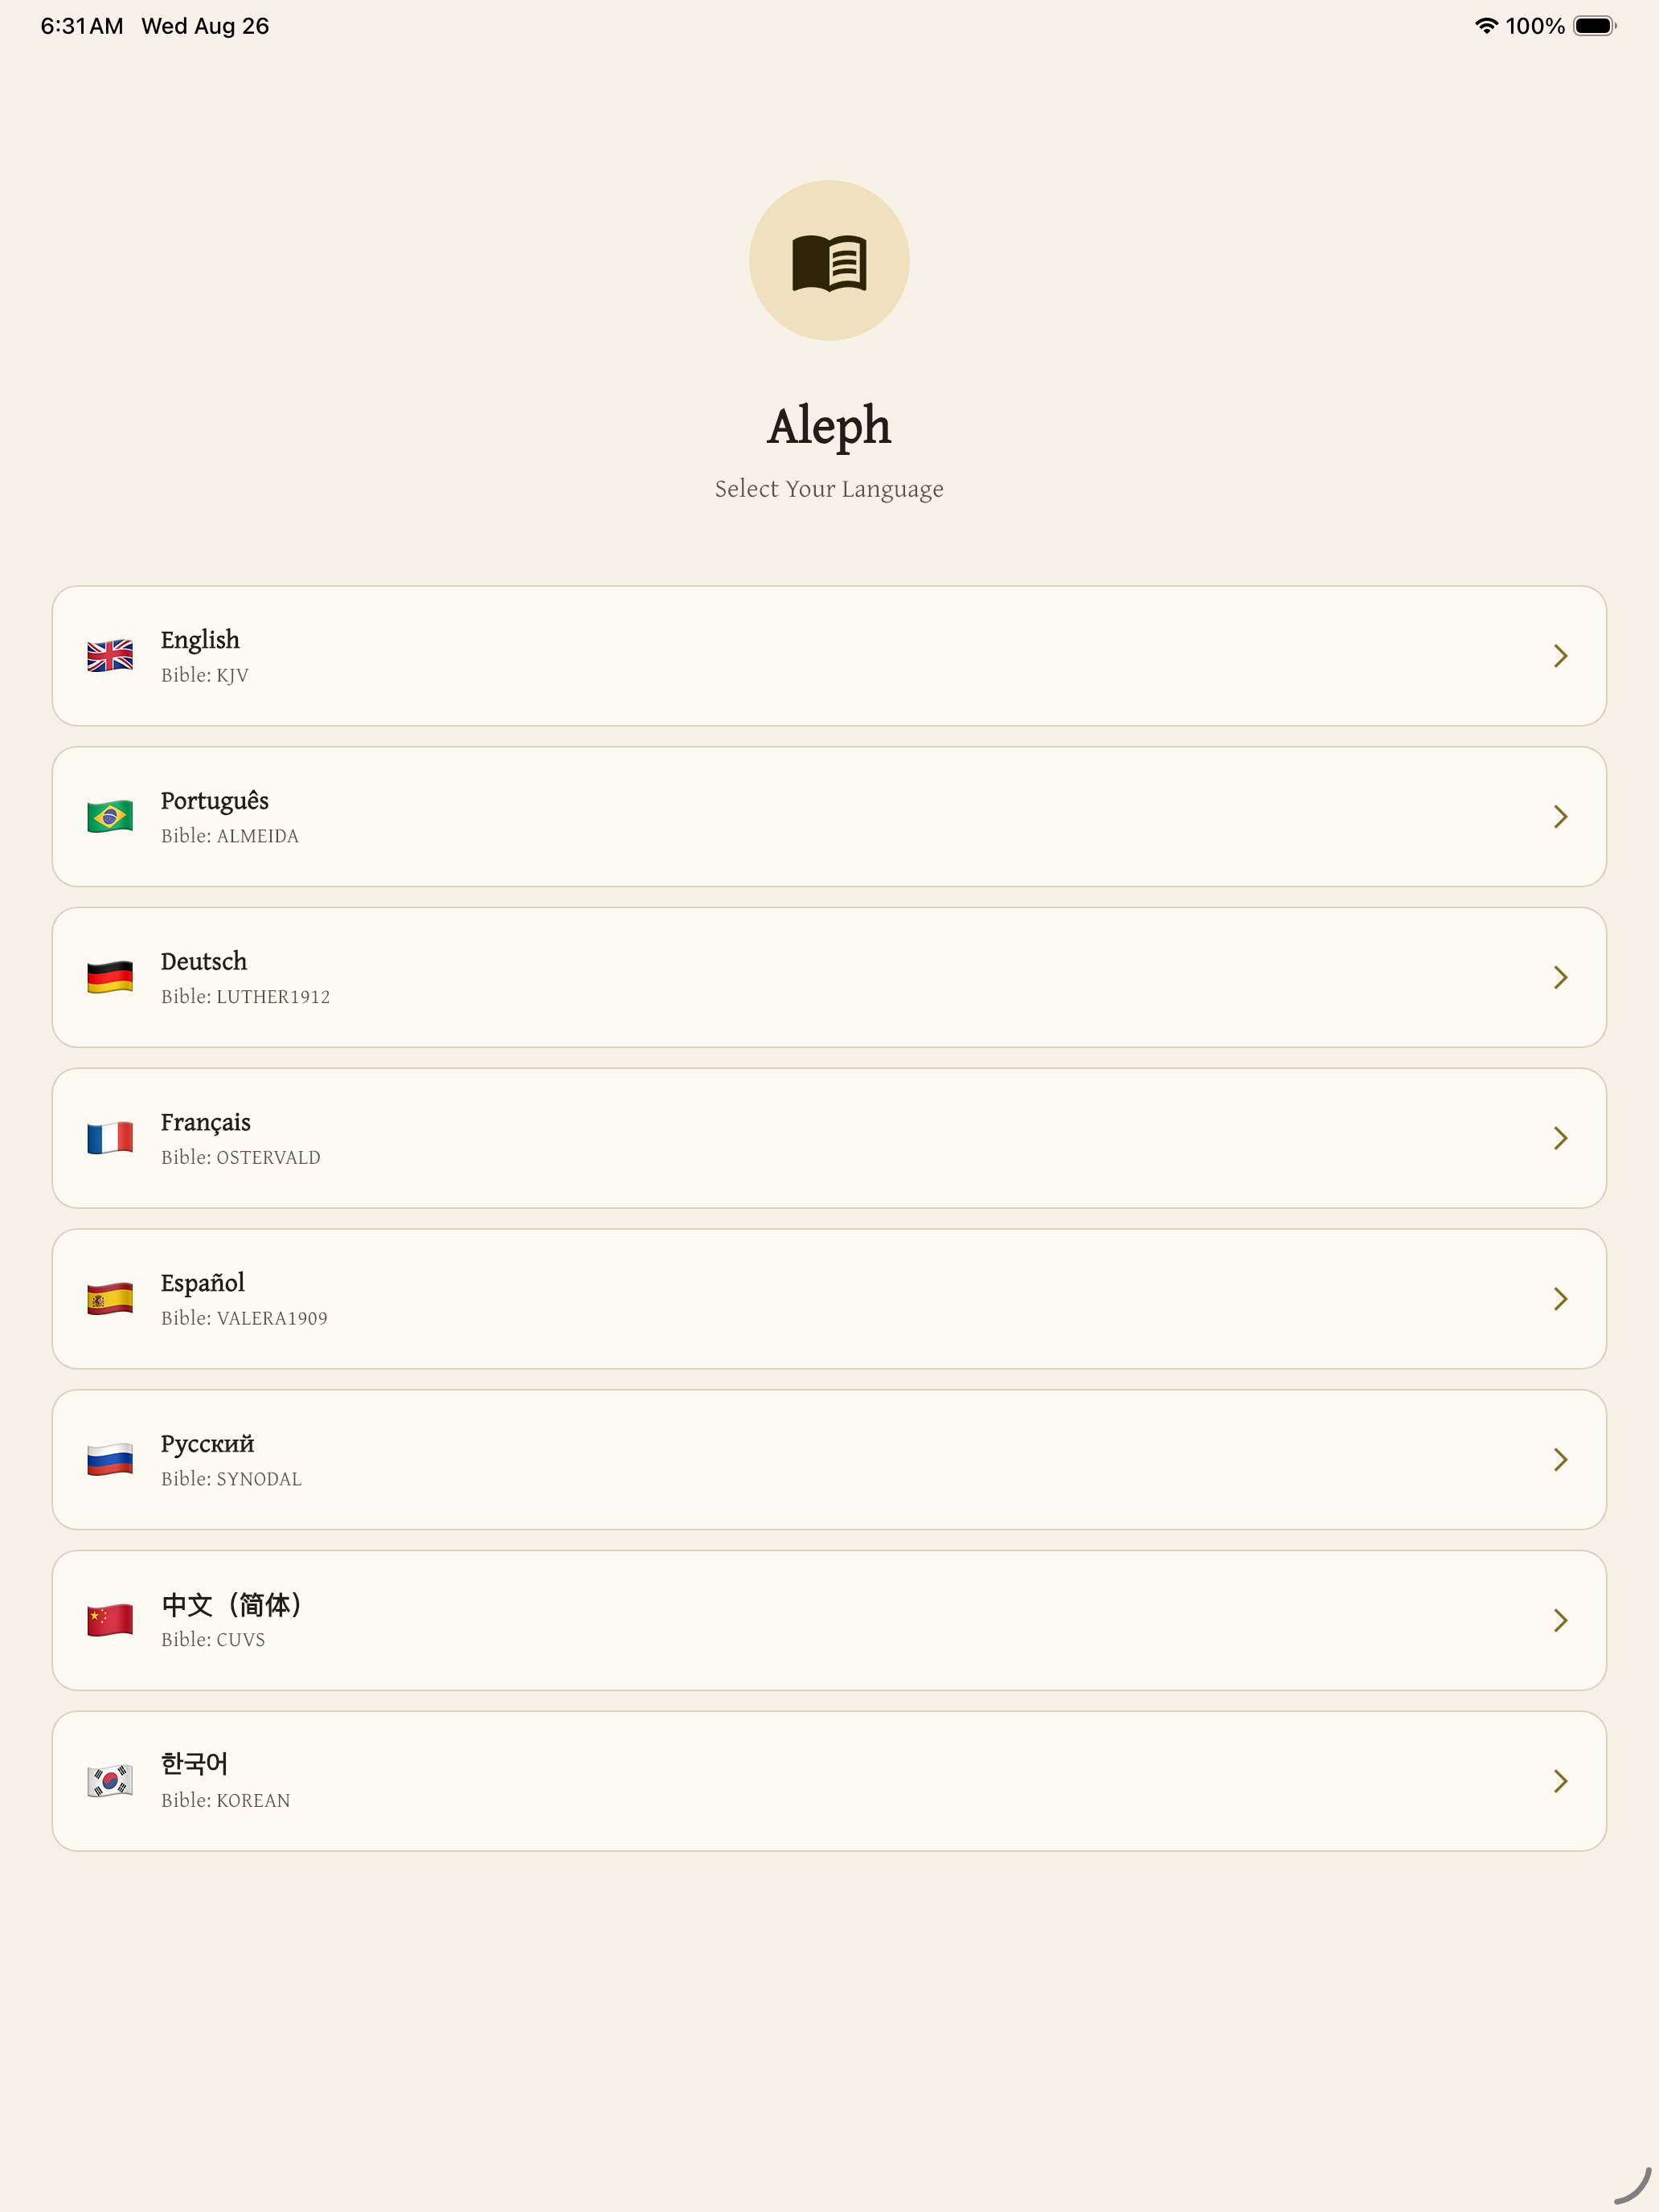 6:31 AM Wed Aug 26
100%
Aleph
Select Your Language
English
Bible: KJV
Português
Bible: ALMEIDA
Deutsch
Bible: LUTHER1912
Français
Bible: OSTERVALD
Español
Bible: VALERA1909
Русский
Bible: SYNODAL
中文（简体）
Bible: CUVS
한국어
Bible: KOREAN